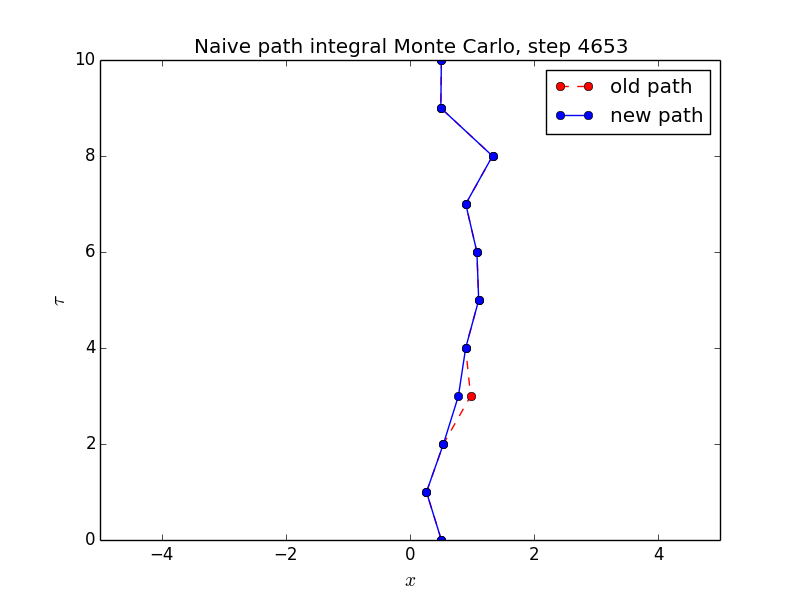 Naive path integral Monte Carlo, step 4653
10
8
6
4
2
0
τ
old path
new path
−4
−2
0
2
4
x